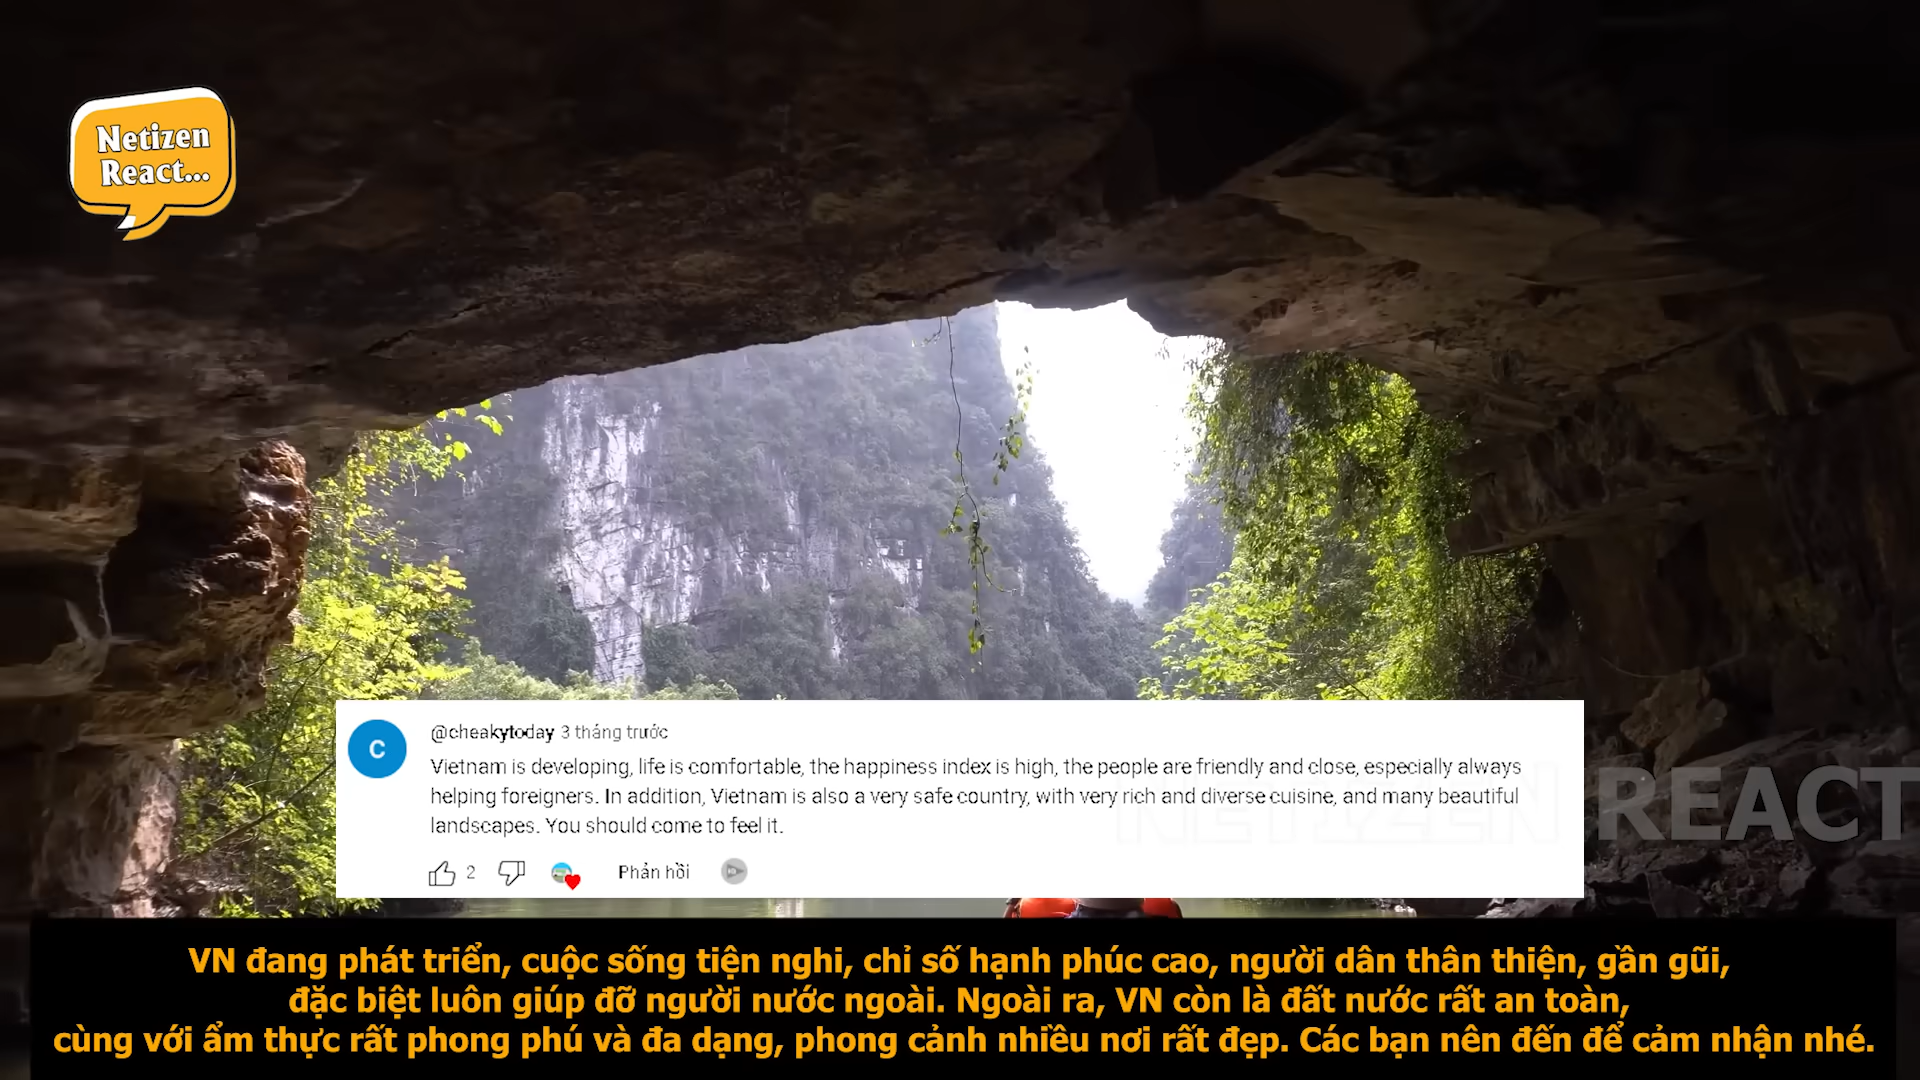 Netizen
React...
@cheakytoday 3 tháng trước
C
Vietnam is developing, life is comfortable, the happiness index is high, the people are friendly and close, especially always
helping foreigners. In addition, Vietnam is also a very safe country, with very rich and diverse cuisine, and many beautiful
landscapes. You should come to feel it.
NETIZEN REACT
2
Phản hồi
VN đang phát triển, cuộc sống tiện nghi, chỉ số hạnh phúc cao, người dân thân thiện, gần gũi,
đặc biệt luôn giúp đỡ người nước ngoài. Ngoài ra, VN còn là đất nước rất an toàn,
cùng với ẩm thực rất phong phú và đa dạng, phong cảnh nhiều nơi rất đẹp. Các bạn nên đến để cảm nhận nhé.